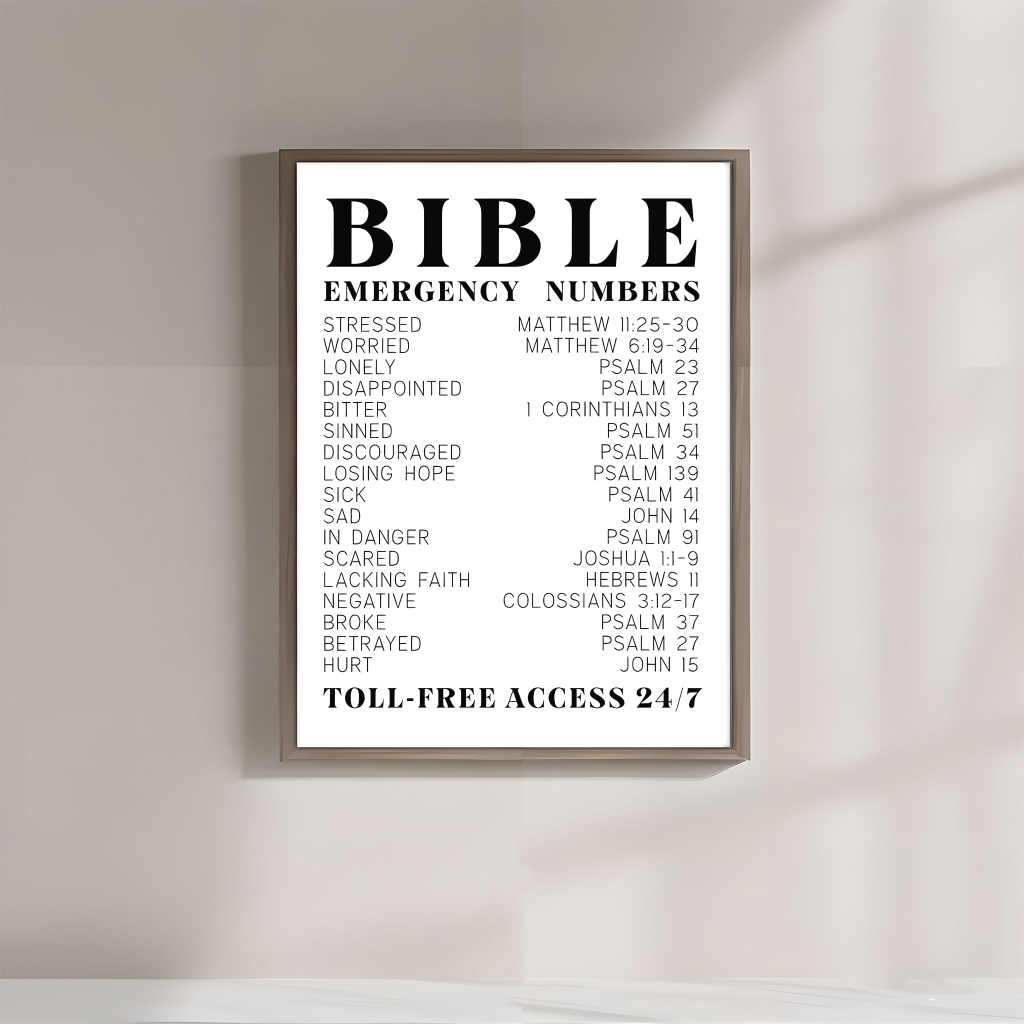 BIBLE
EMERGENCY NUMBERS
STRESSED MATTHEW 11:25-30
WORRIED MATTHEW 6:19-34
LONELY PSALM 23
DISAPPOINTED PSALM 27
BITTER 1 CORINTHIANS 13
SINNED PSALM 51
DISCOURAGED PSALM 34
LOSING HOPE PSALM 139
SICK PSALM 41
SAD JOHN 14
IN DANGER PSALM 91
SCARED JOSHUA 1:1-9
LACKING FAITH HEBREWS 11
NEGATIVE COLOSSIANS 3:12-17
BROKE PSALM 37
BETRAYED PSALM 27
HURT JOHN 15
TOLL-FREE ACCESS 24/7